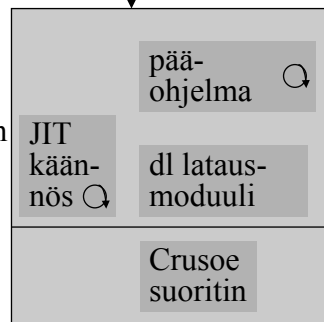 pää-
ohjelma
n
JIT
kään-
nös
dl lataus-
moduuli
Crusoe
suoritin